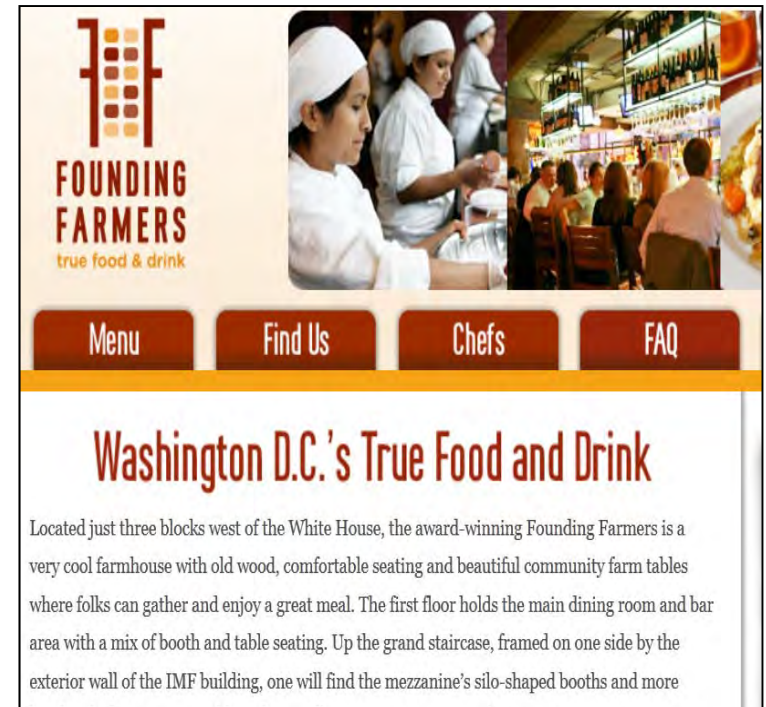 FOUNDING
FARMERS
true food & drink
Menu
Find Us
Chefs
FAQ
Washington D.C.'s True Food and Drink
Located just three blocks west of the White House, the award-winning Founding Farmers is a
very cool farmhouse with old wood, comfortable seating and beautiful community farm tables
where folks can gather and enjoy a great meal. The first floor holds the main dining room and bar
area with a mix of booth and table seating. Up the grand staircase, framed on one side by the
exterior wall of the IMF building, one will find the mezzanine's silo-shaped booths and more